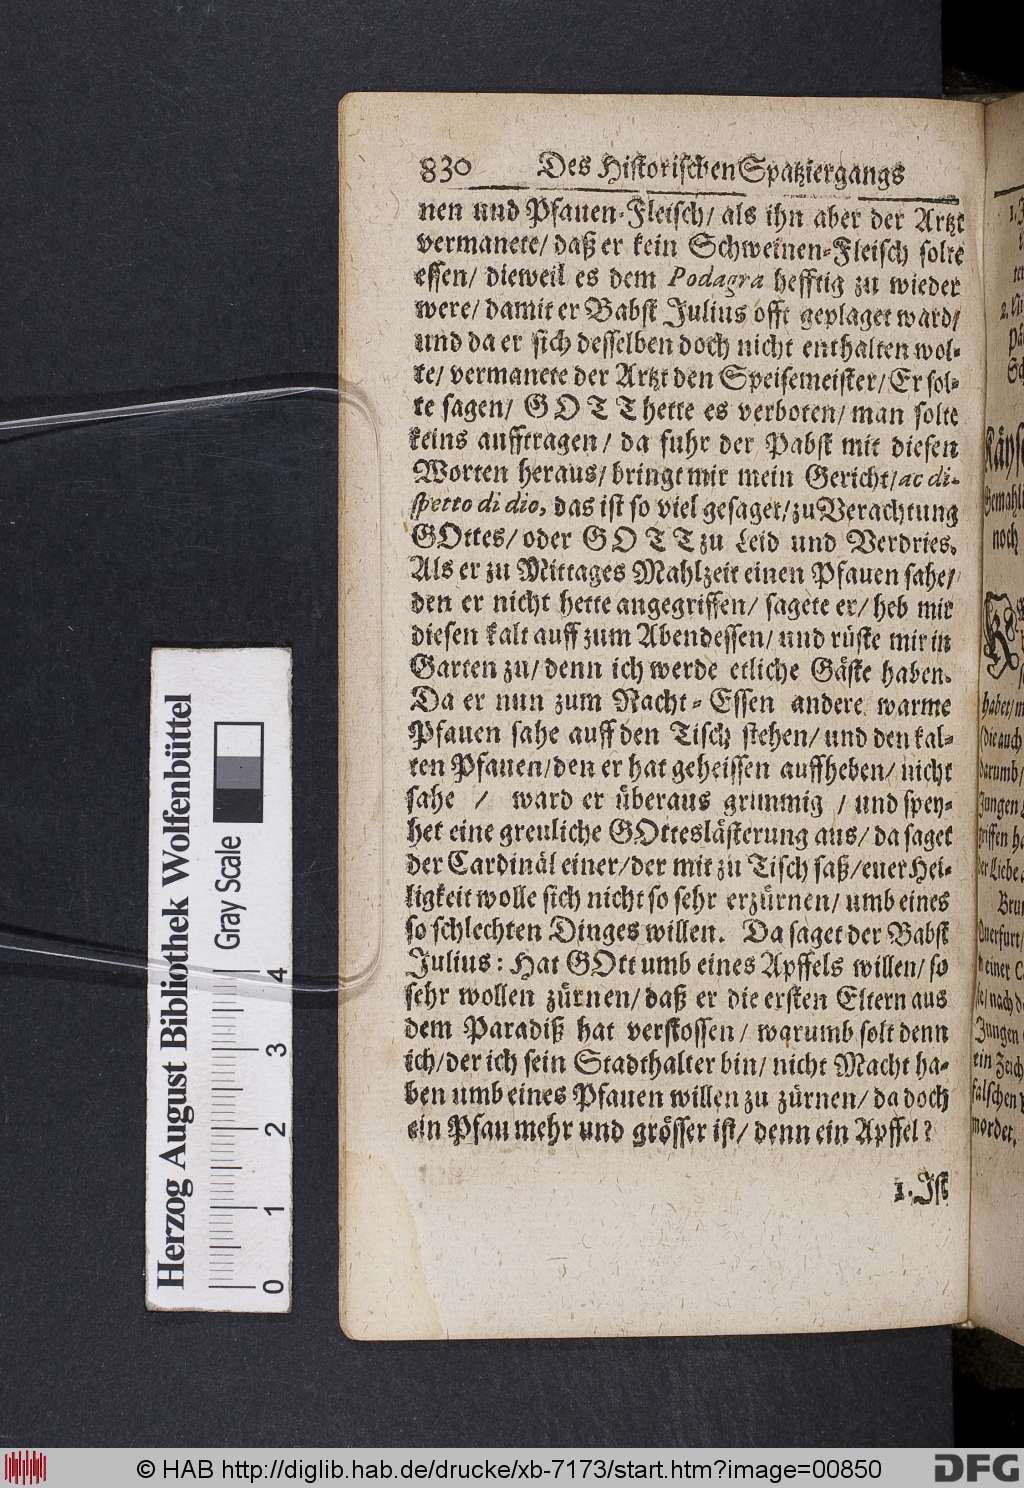 830 Des Historischen Spatziergangs
nen und Pfauen-Fleisch/ als ihn aber der Artzt
vermanete/ daß er kein Schweinen-Fleisch solte
essen/ dieweil es dem Podagra hefftig zu wieder
were/ damit er Babst Julius offt geplaget ward/
und da er sich desselben doch nicht enthalten wol-
te/ vermanete der Artzt den Speisemeister/ Er sol-
te sagen/ GOTT hette es verboten/ man solte
keins aufftragen/ da fuhr der Pabst mit diesen
Worten heraus/ bringt mir mein Gericht/ ac di-
spetto di dio, das ist so viel gesaget/ zu Verachtung
GOttes/ oder GOTT zu Leid und Verdries.
Als er zu Mittages Mahlzeit einen Pfauen sahe/
den er nicht hette angegriffen/ sagete er/ heb mir
diesen kalt auff zum Abendessen/ und rüste mir in
Garten zu/ denn ich werde etliche Gäste haben.
Da er nun zum Nacht-Essen andere warme
Pfauen sahe auff den Tisch stehen/ und den kal-
ten Pfauen/ den er hat geheissen auffheben/ nicht
sahe / ward er überaus grummig / und spey-
het eine greuliche GOtteslästerung aus/ da saget
der Cardinäl einer/ der mit zu Tisch saß/ euer Hei-
ligkeit wolle sich nicht so sehr erzürnen/ umb eines
so schlechten Dinges willen. Da saget der Babst
Julius: Hat GOtt umb eines Apffels willen/ so
sehr wollen zürnen/ daß er die ersten Eltern aus
dem Paradiß hat verstossen/ warumb solt denn
ich/ der ich sein Stadthalter bin/ nicht Macht ha-
ben umb eines Pfauen willen zu zürnen/ da doch
ein Pfau mehr und grösser ist/ denn ein Apffel?
1. Ist
Herzog August Bibliothek Wolfenbüttel
Gray Scale
0 1 2 3 4
noch
mordet.
© HAB http://diglib.hab.de/drucke/xb-7173/start.htm?image=00850
DFG